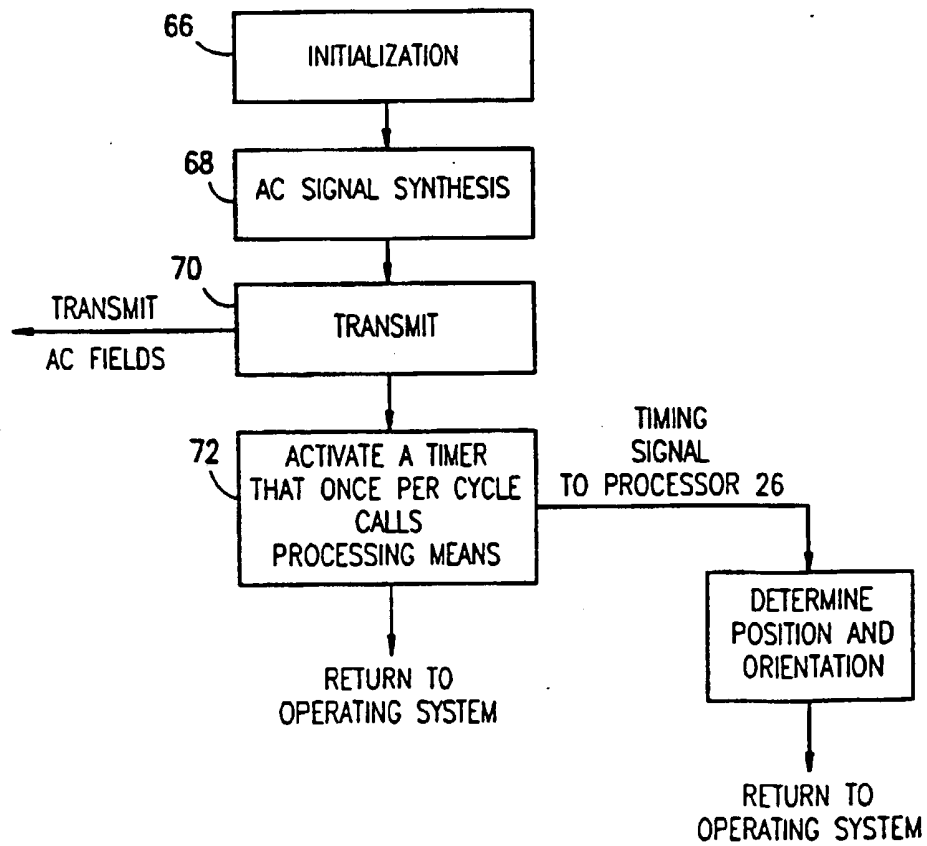 66
INITIALIZATION
68
AC SIGNAL SYNTHESIS
70
TRANSMIT
TRANSMIT
AC FIELDS
72
ACTIVATE A TIMER
THAT ONCE PER CYCLE
CALLS
PROCESSING MEANS
TIMING
SIGNAL
TO PROCESSOR 26
RETURN TO
OPERATING SYSTEM
DETERMINE
POSITION AND
ORIENTATION
RETURN TO
OPERATING SYSTEM